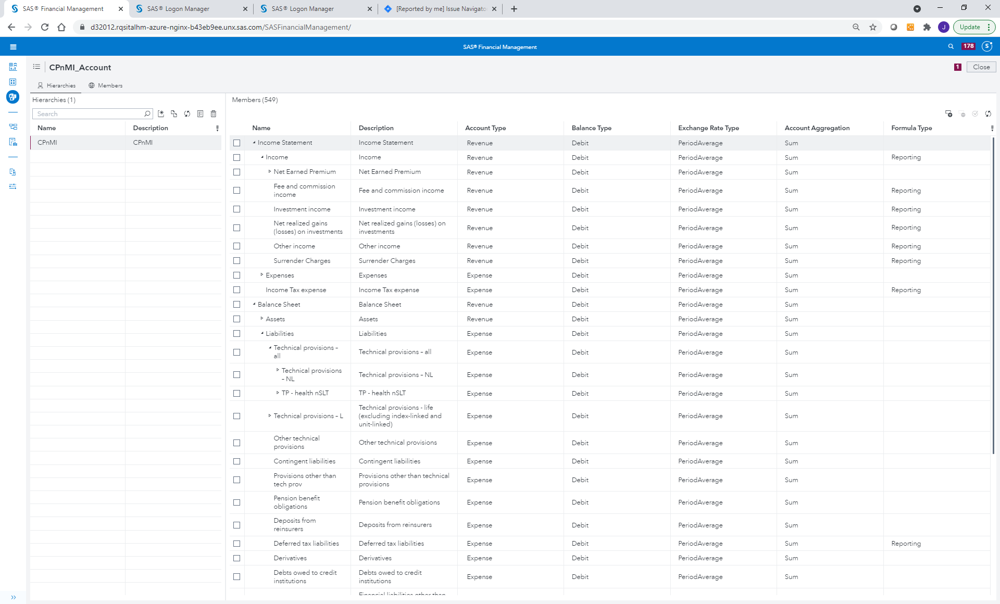 SAS® Financial Management
SAS® Logon Manager
SAS® Logon Manager
[Reported by me] Issue Navigato
d32012.rqsitalhm-azure-nginx-b43eb9ee.unx.sas.com/SASFinancialManagement/
J
Update
SAS® Financial Management
178
S
CPnMI_Account
1
Close
Hierarchies
Members
Hierarchies (1)
Members (549)
Search
Name Description
CPnMI CPnMI
Name Description Account Type Balance Type Exchange Rate Type Account Aggregation Formula Type
Income Statement Income Statement Revenue Debit PeriodAverage Sum
Income Income Revenue Debit PeriodAverage Sum Reporting
Net Earned Premium Net Earned Premium Revenue Debit PeriodAverage Sum
Fee and commission
income
Fee and commission income Revenue Debit PeriodAverage Sum Reporting
Investment income Investment income Revenue Debit PeriodAverage Sum Reporting
Net realized gains
(losses) on investments
Net realized gains (losses) on
investments
Revenue Debit PeriodAverage Sum Reporting
Other income Other income Revenue Debit PeriodAverage Sum Reporting
Surrender Charges Surrender Charges Revenue Debit PeriodAverage Sum Reporting
Expenses Expenses Expense Debit PeriodAverage Sum
Income Tax expense Income Tax expense Expense Debit PeriodAverage Sum Reporting
Balance Sheet Balance Sheet Revenue Debit PeriodAverage Sum
Assets Assets Revenue Debit PeriodAverage Sum
Liabilities Liabilities Expense Debit PeriodAverage Sum
Technical provisions –
all
Technical provisions – all Expense Debit PeriodAverage Sum
Technical provisions
– NL
Technical provisions – NL Expense Debit PeriodAverage Sum
TP - health nSLT TP - health nSLT Expense Debit PeriodAverage Sum
Technical provisions – L
Technical provisions - life
(excluding index-linked and
unit-linked)
Expense Debit PeriodAverage Sum
Other technical
provisions
Other technical provisions Expense Debit PeriodAverage Sum
Contingent liabilities Contingent liabilities Expense Debit PeriodAverage Sum
Provisions other than
tech prov
Provisions other than technical
provisions
Expense Debit PeriodAverage Sum
Pension benefit
obligations
Pension benefit obligations Expense Debit PeriodAverage Sum
Deposits from
reinsurers
Deposits from reinsurers Expense Debit PeriodAverage Sum
Deferred tax liabilities Deferred tax liabilities Expense Debit PeriodAverage Sum Reporting
Derivatives Derivatives Expense Debit PeriodAverage Sum
Debts owed to credit
institutions
Debts owed to credit
institutions
Expense Debit PeriodAverage Sum
Financial liabilities other than